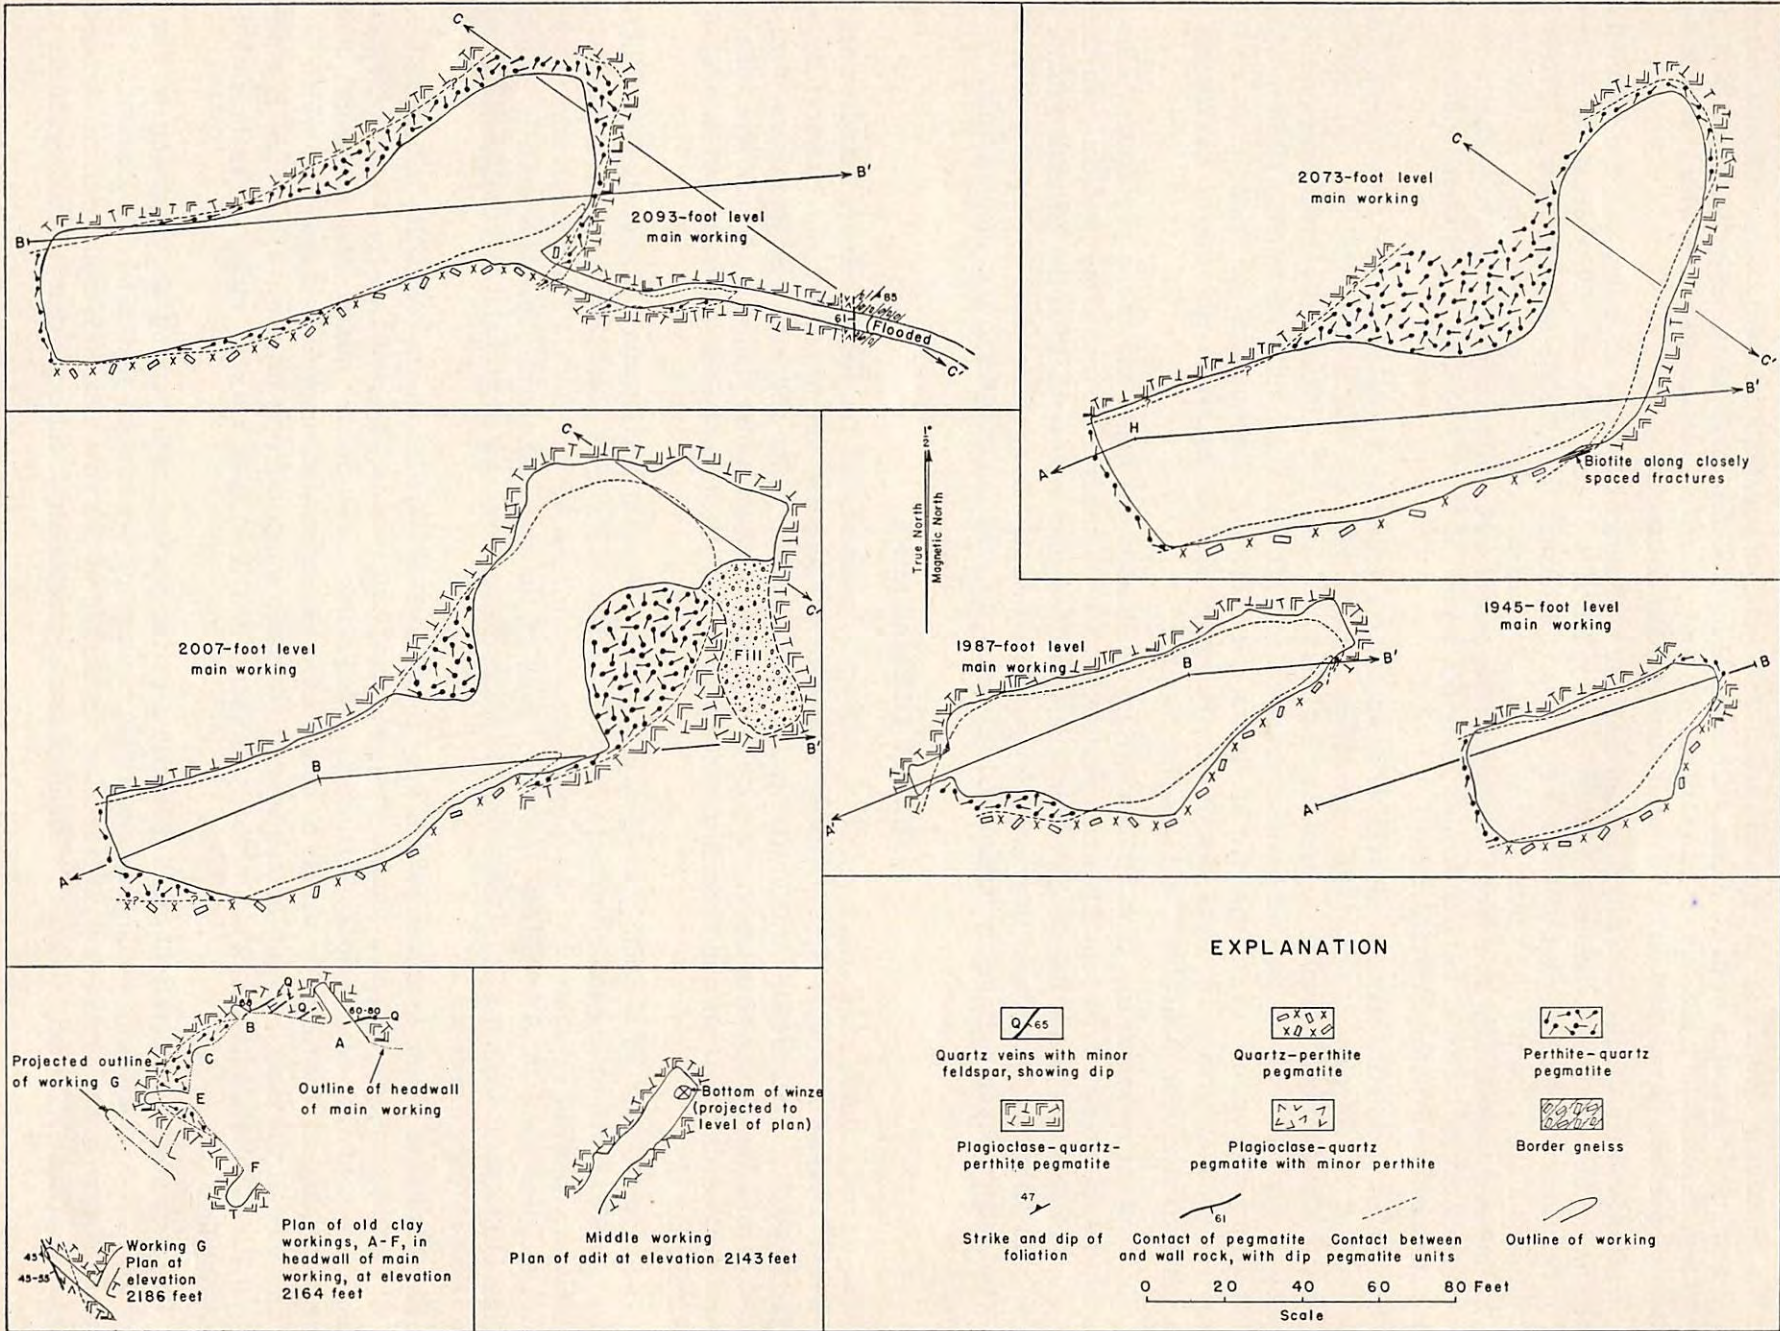 C
B
B'
2093-foot level
main working
85
61
Flooded
C'
C
2073-foot level
main working
C'
B'
H
A
Biotite along closely
spaced fractures
C
2007-foot level
main working
C'
Fill
B
B'
A
True North
Magnetic North
1987-foot level
main working
B
B'
A
1945-foot level
main working
B
A
Q
Q
60-80
Q
B
A
C
Projected outline
of working G
E
Outline of headwall
of main working
F
45
45-55
Working G
Plan at
elevation
2186 feet
Plan of old clay
workings, A-F, in
headwall of main
working, at elevation
2164 feet
Bottom of winze
(projected to
level of plan)
Middle working
Plan of adit at elevation 2143 feet
EXPLANATION
Q 65
Quartz veins with minor
feldspar, showing dip
Quartz-perthite
pegmatite
Perthite-quartz
pegmatite
Plagioclase-quartz-
perthite pegmatite
Plagioclase-quartz
pegmatite with minor perthite
Border gneiss
47
Strike and dip of
foliation
61
Contact of pegmatite
and wall rock, with dip
Contact between
pegmatite units
Outline of working
0 20 40 60 80 Feet
Scale